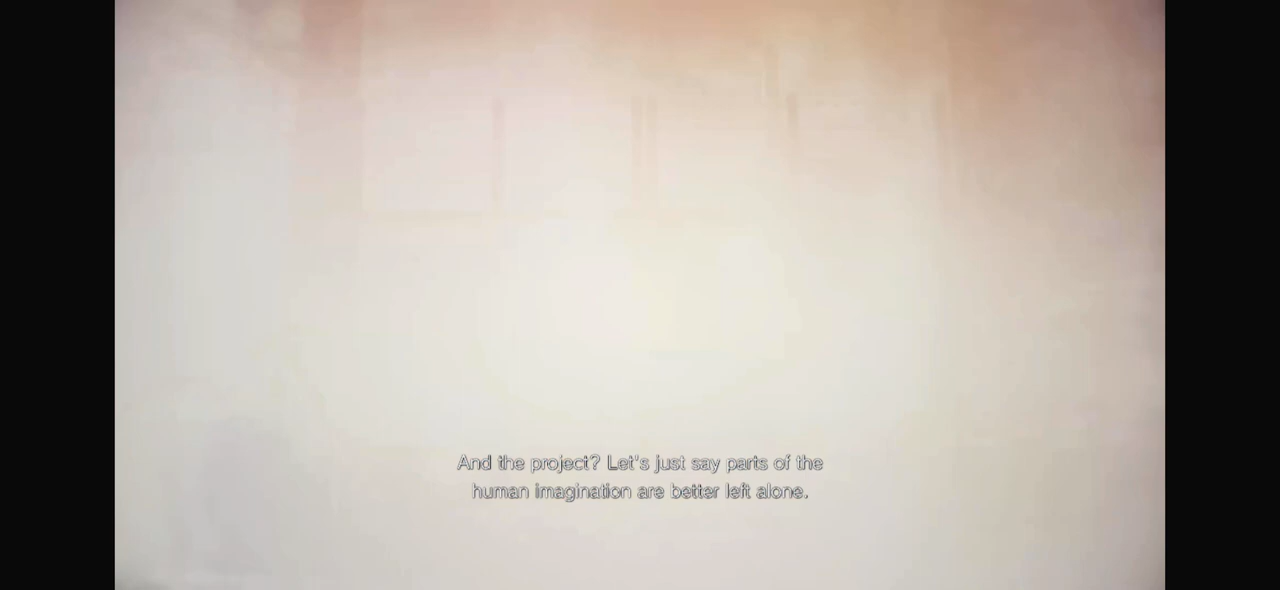 And the project? Let's just say parts of the
human imagination are better left alone.